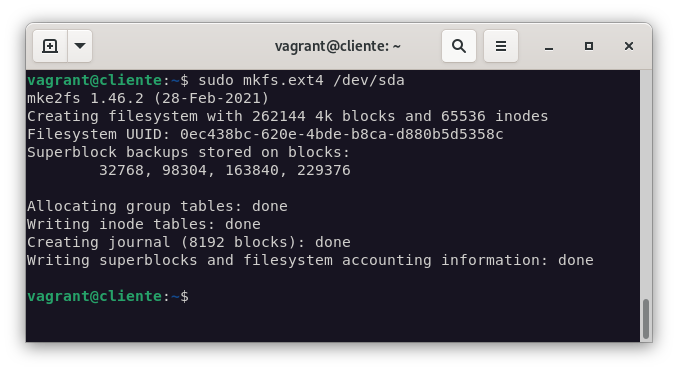 vagrant@cliente: ~
vagrant@cliente:~$ sudo mkfs.ext4 /dev/sda
mke2fs 1.46.2 (28-Feb-2021)
Creating filesystem with 262144 4k blocks and 65536 inodes
Filesystem UUID: 0ec438bc-620e-4bde-b8ca-d880b5d5358c
Superblock backups stored on blocks:
        32768, 98304, 163840, 229376

Allocating group tables: done
Writing inode tables: done
Creating journal (8192 blocks): done
Writing superblocks and filesystem accounting information: done

vagrant@cliente:~$